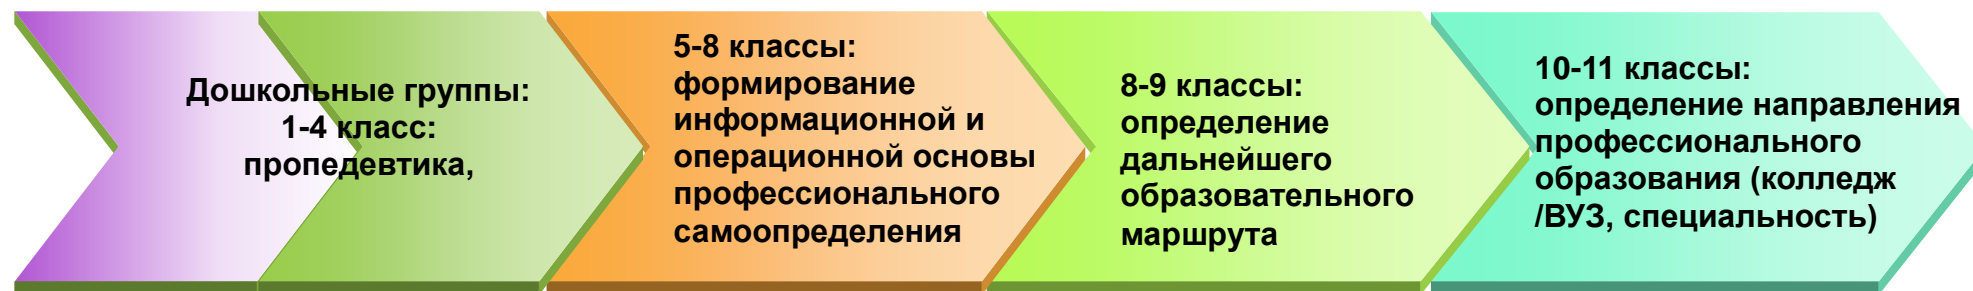 Дошкольные группы:
1-4 класс:
пропедевтика,
5-8 классы:
формирование
информационной и
операционной основы
профессионального
самоопределения
8-9 классы:
определение
дальнейшего
образовательного
маршрута
10-11 классы:
определение направления
профессионального
образования (колледж
/ВУЗ, специальность)